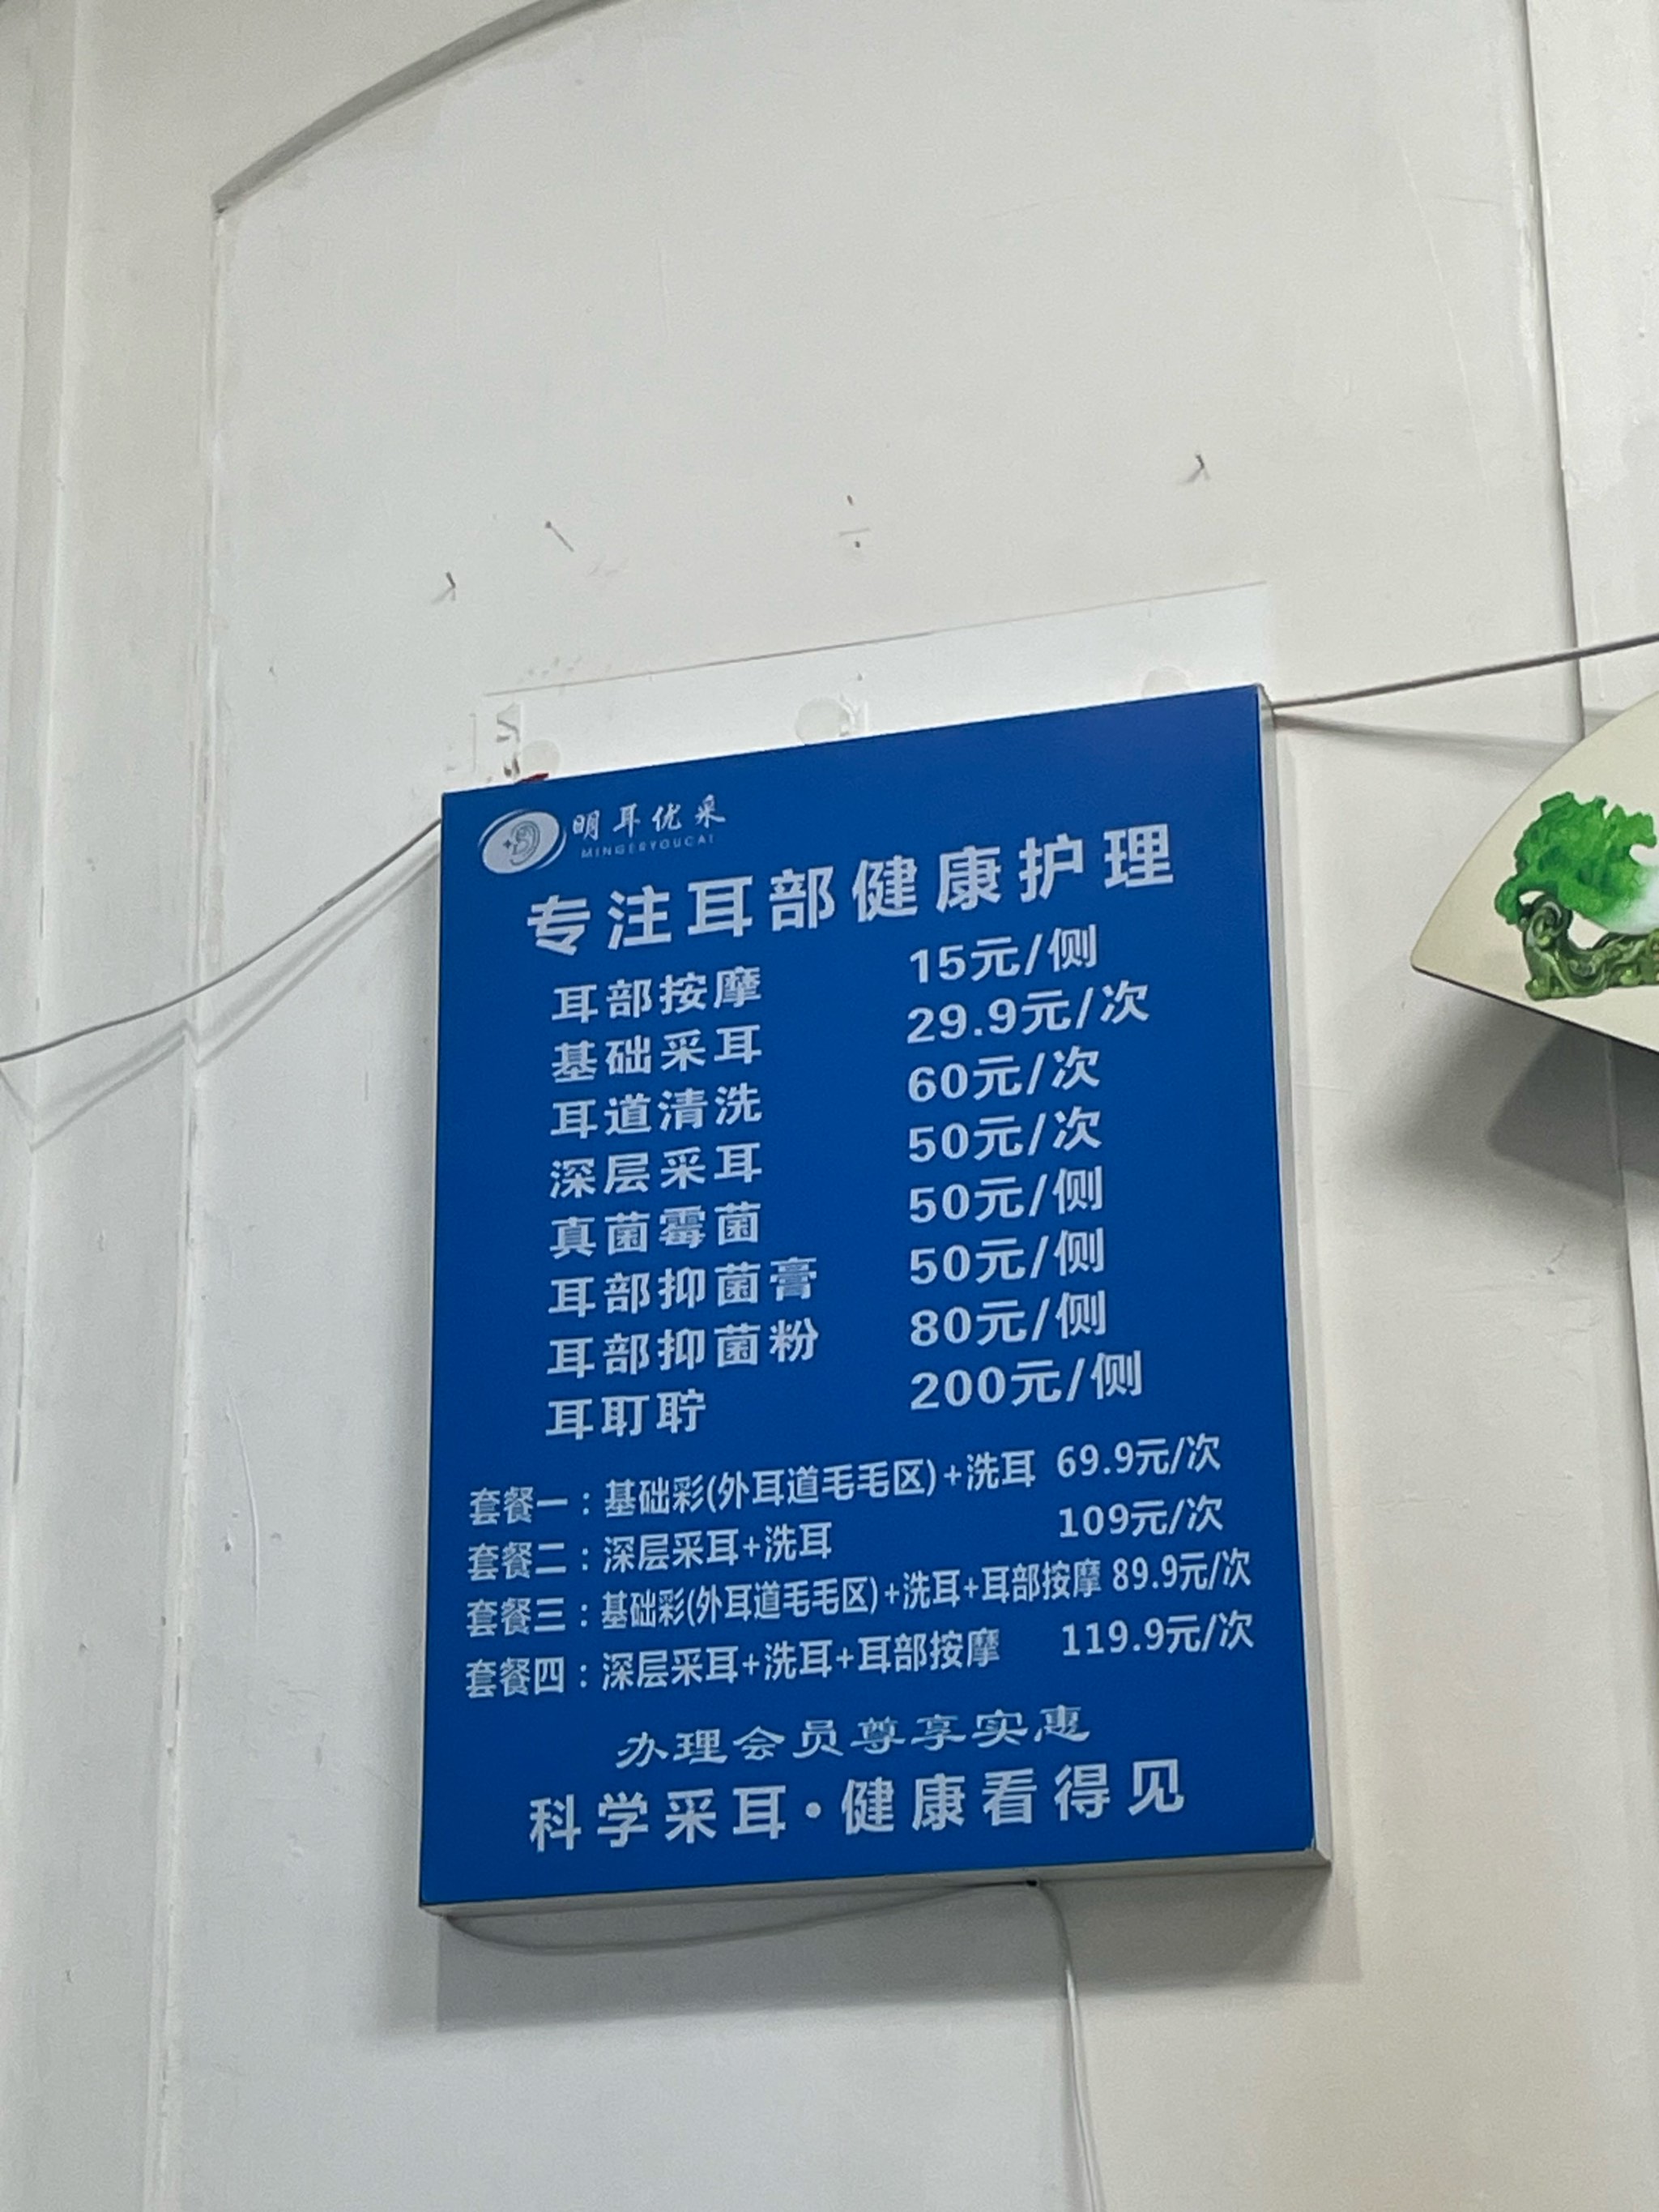 明耳优采
MINGERYOUCAI
专注耳部健康护理
耳部按摩 15元/侧
基础采耳 29.9元/次
耳道清洗 60元/次
深层采耳 50元/次
真菌霉菌 50元/侧
耳部抑菌膏 50元/侧
耳部抑菌粉 80元/侧
耳耵聍 200元/侧
套餐一：基础彩(外耳道毛毛区)+洗耳 69.9元/次
套餐二：深层采耳+洗耳 109元/次
套餐三：基础彩(外耳道毛毛区)+洗耳+耳部按摩 89.9元/次
套餐四：深层采耳+洗耳+耳部按摩 119.9元/次
办理会员尊享实惠
科学采耳·健康看得见